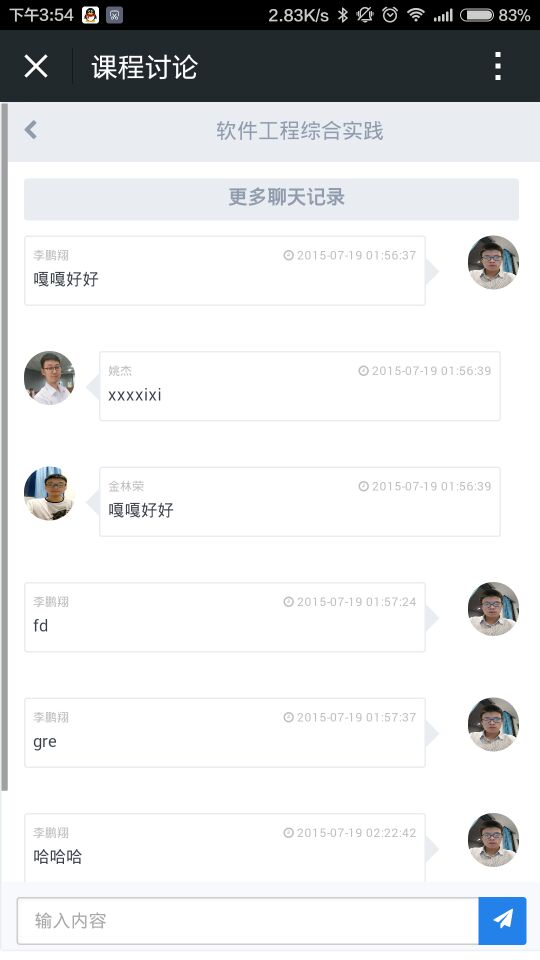 下午3:54
2.83K/s
83%
课程讨论
软件工程综合实践
更多聊天记录
李鹏翔 2015-07-19 01:56:37
嘎嘎好好
姚杰 2015-07-19 01:56:39
xxxxixi
金林荣 2015-07-19 01:56:39
嘎嘎好好
李鹏翔 2015-07-19 01:57:24
fd
李鹏翔 2015-07-19 01:57:37
gre
李鹏翔 2015-07-19 02:22:42
哈哈哈
输入内容